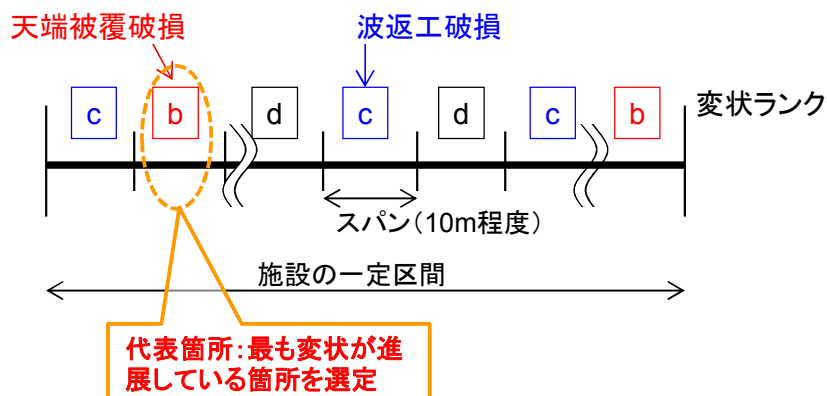 天端被覆破損
波返工破損
c
b
d
c
d
c
b
変状ランク
スパン（10m程度）
施設の一定区間
代表箇所：最も変状が進
展している箇所を選定